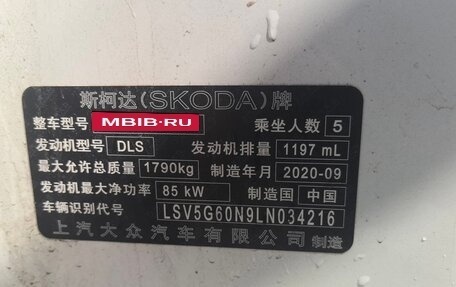 斯柯达(SKODA)牌
整车型号 MBIB·RU 乘坐人数 5
发动机型号 DLS 发动机排量 1197 mL
最大允许总质量 1790kg 制造年月 2020-09
发动机最大净功率 85 kW 制造国 中国
车辆识别代号 LSV5G60N9LN034216
上汽大众汽车有限公司 制造